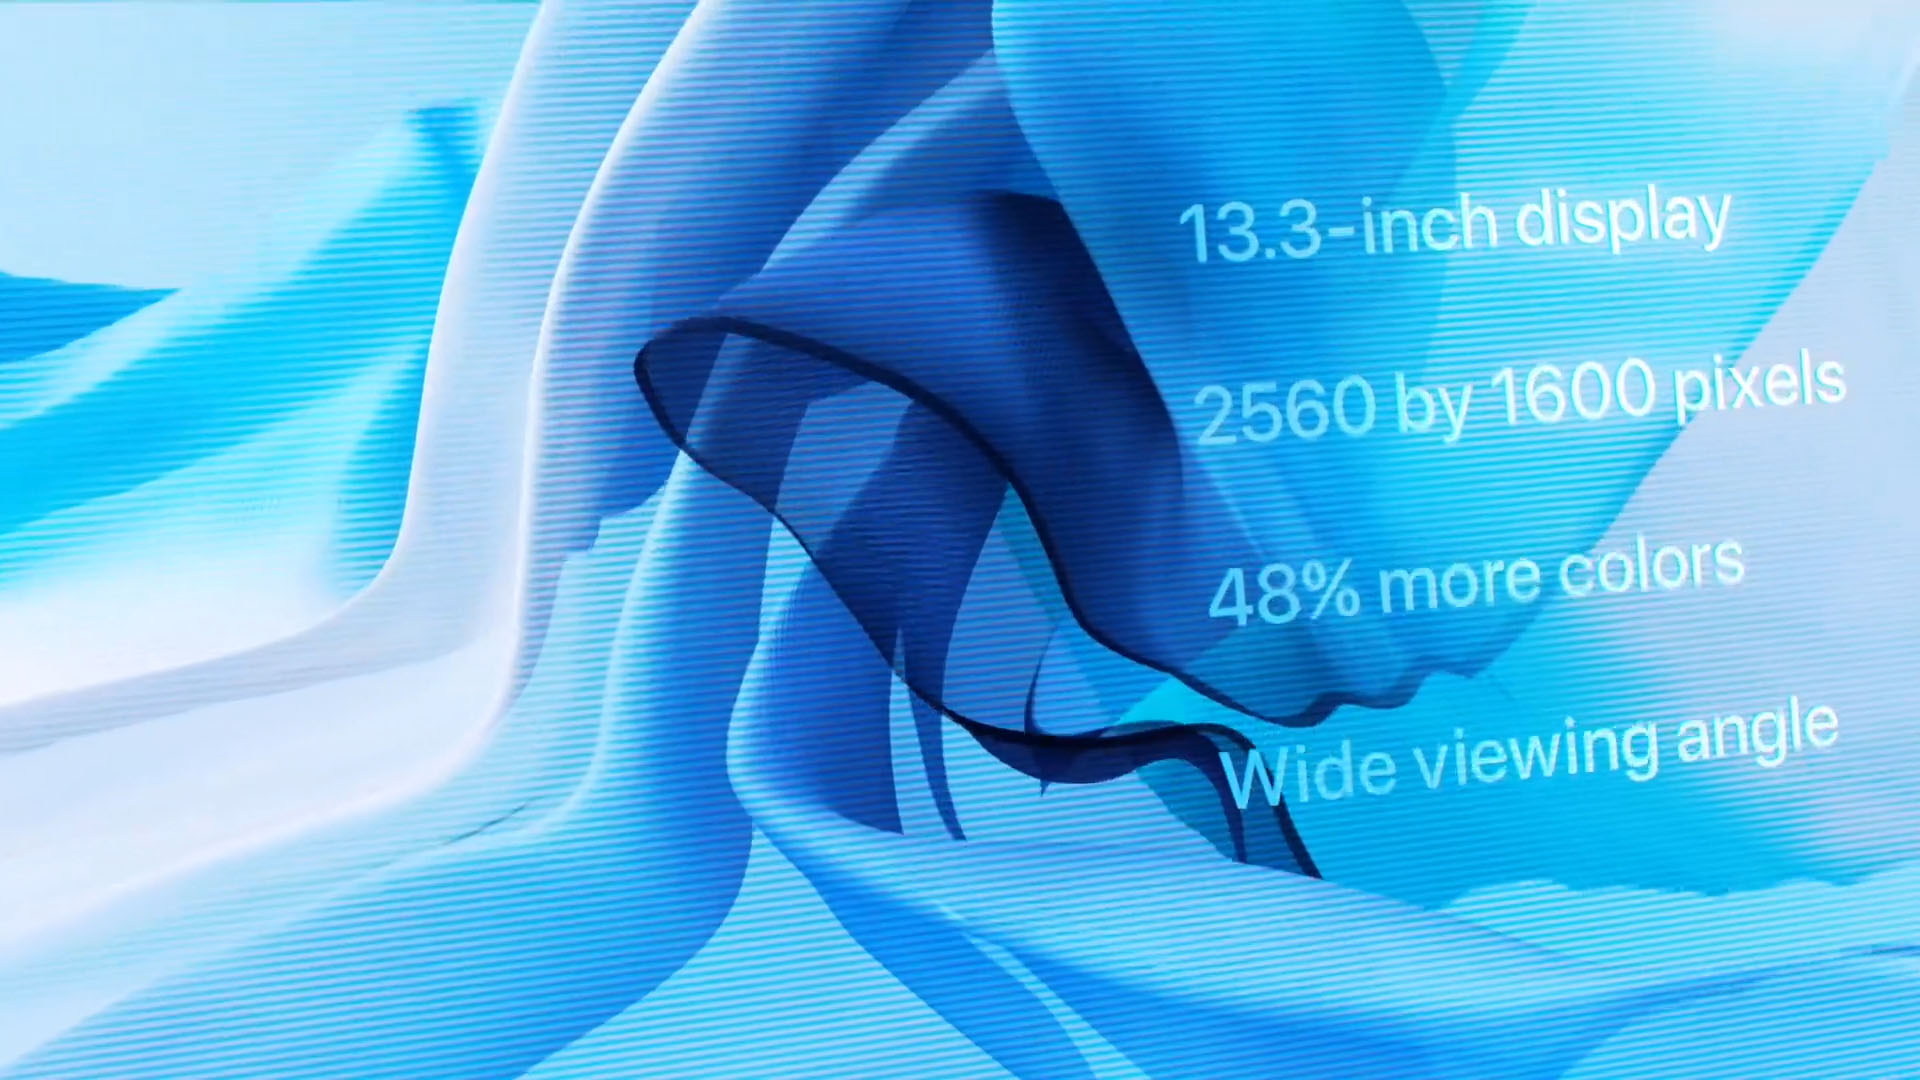 13.3-inch display
2560 by 1600 pixels
48% more colors
Wide viewing angle